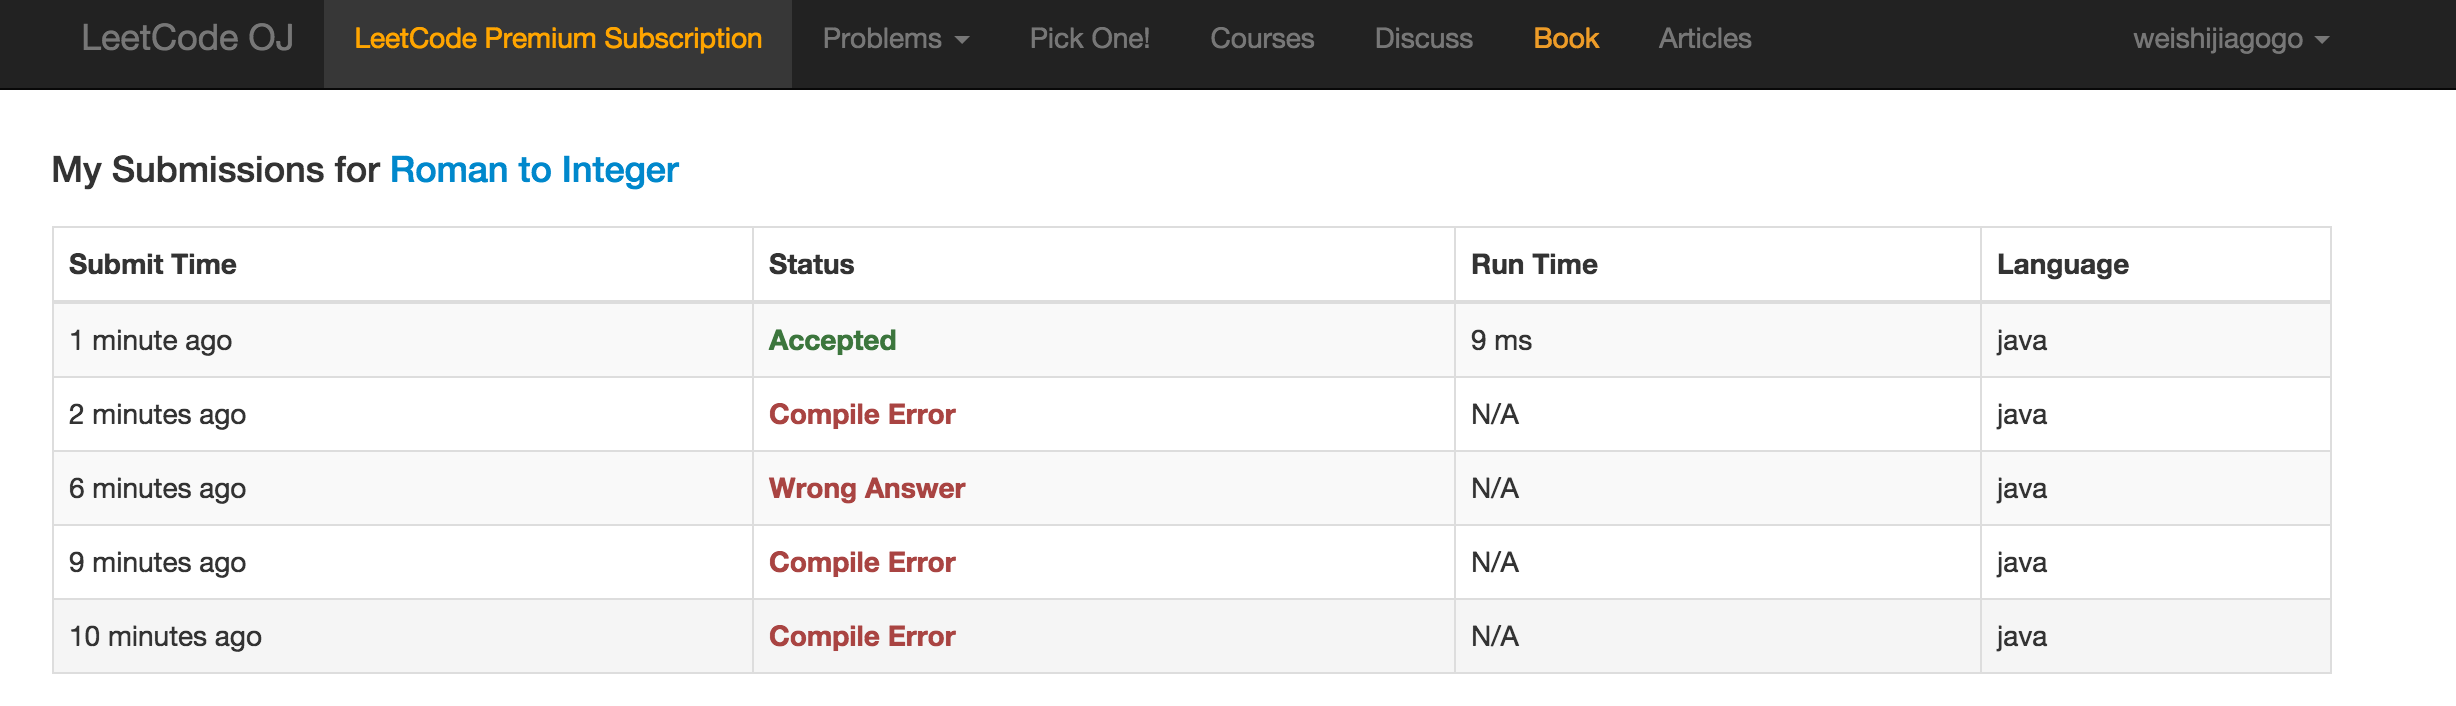 LeetCode OJ LeetCode Premium Subscription Problems Pick One! Courses Discuss Book Articles weishijiagogo
My Submissions for Roman to Integer
Submit Time Status Run Time Language
1 minute ago Accepted 9 ms java
2 minutes ago Compile Error N/A java
6 minutes ago Wrong Answer N/A java
9 minutes ago Compile Error N/A java
10 minutes ago Compile Error N/A java